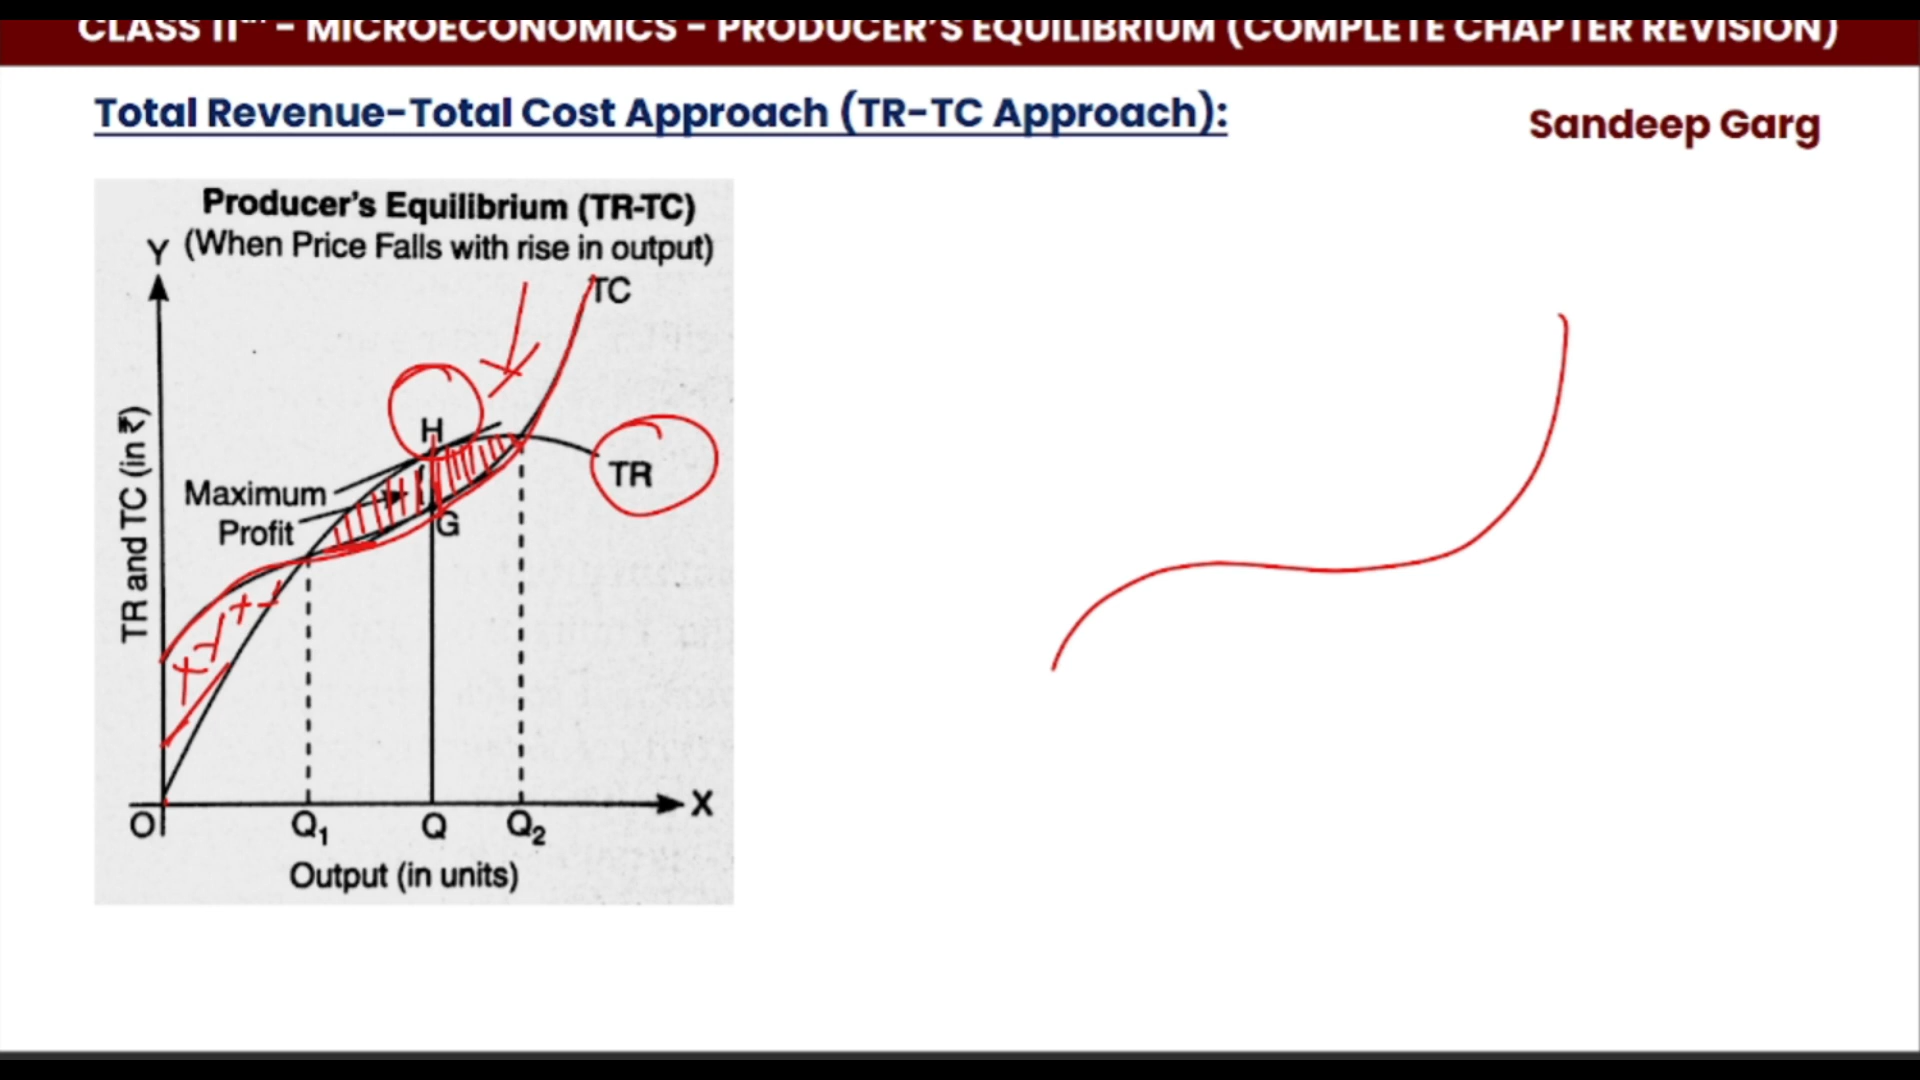 CLASS 11th - MICROECONOMICS - PRODUCER'S EQUILIBRIUM (COMPLETE CHAPTER REVISION)
Total Revenue-Total Cost Approach (TR-TC Approach):
Sandeep Garg
Producer's Equilibrium (TR-TC)
(When Price Falls with rise in output)
Y
TC
H
TR
Maximum
Profit
G
TR and TC (in ₹)
X
O
Q1
Q
Q2
Output (in units)